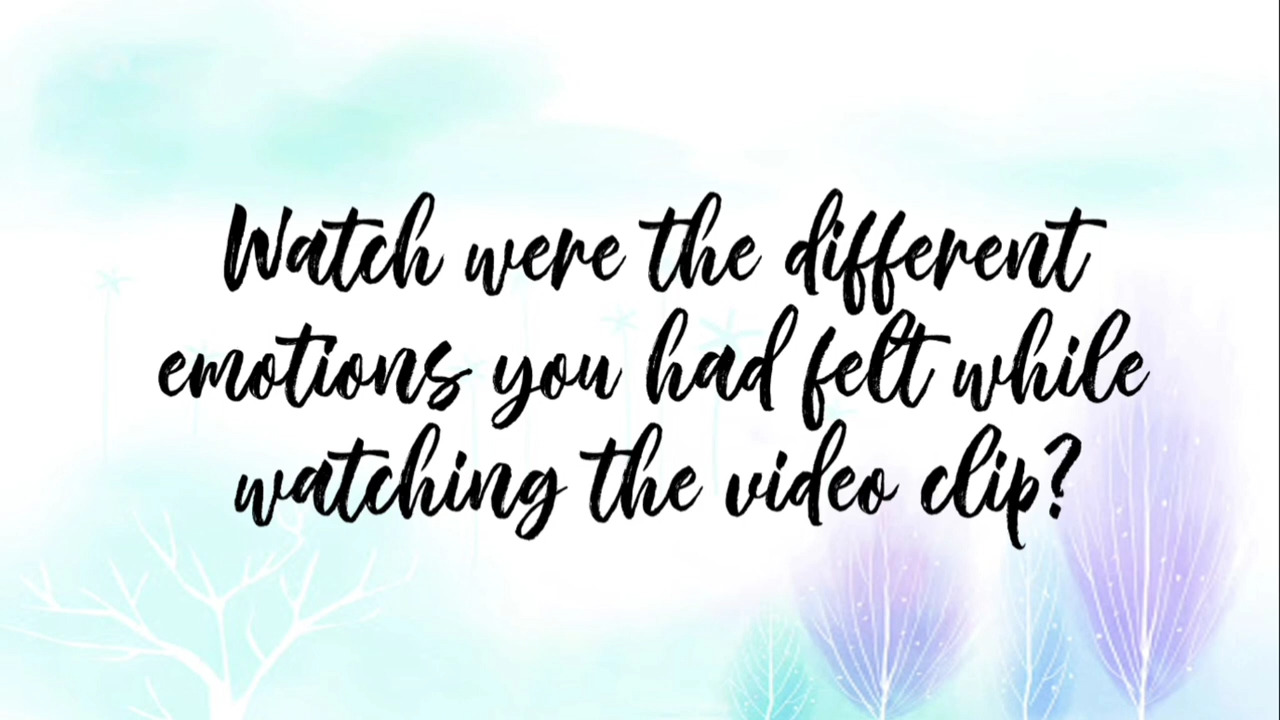 Watch were the different
emotions you had felt while
watching the video clip?